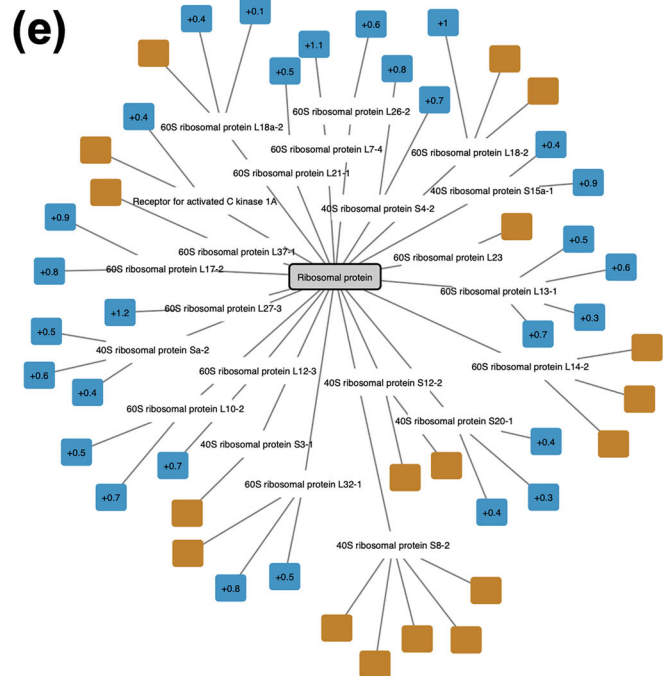 (e)
+0.4
+0.1
+0.6
+1
+1.1
+0.5
+0.8
+0.7
+0.4
60S ribosomal protein L26-2
60S ribosomal protein L18a-2
60S ribosomal protein L7-4
60S ribosomal protein L18-2
+0.4
60S ribosomal protein L21-1
+0.9
40S ribosomal protein S15a-1
Receptor for activated C kinase 1A
40S ribosomal protein S4-2
+0.9
+0.5
60S ribosomal protein L37-1
60S ribosomal protein L23
+0.8
60S ribosomal protein L17-2
+0.6
Ribosomal protein
60S ribosomal protein L13-1
+1.2
60S ribosomal protein L27-3
+0.3
+0.5
+0.7
40S ribosomal protein Sa-2
60S ribosomal protein L14-2
+0.6
60S ribosomal protein L12-3
40S ribosomal protein S12-2
+0.4
60S ribosomal protein L10-2
40S ribosomal protein S20-1
+0.4
40S ribosomal protein S3-1
+0.5
+0.7
60S ribosomal protein L32-1
+0.7
+0.3
+0.4
40S ribosomal protein S8-2
+0.5
+0.8